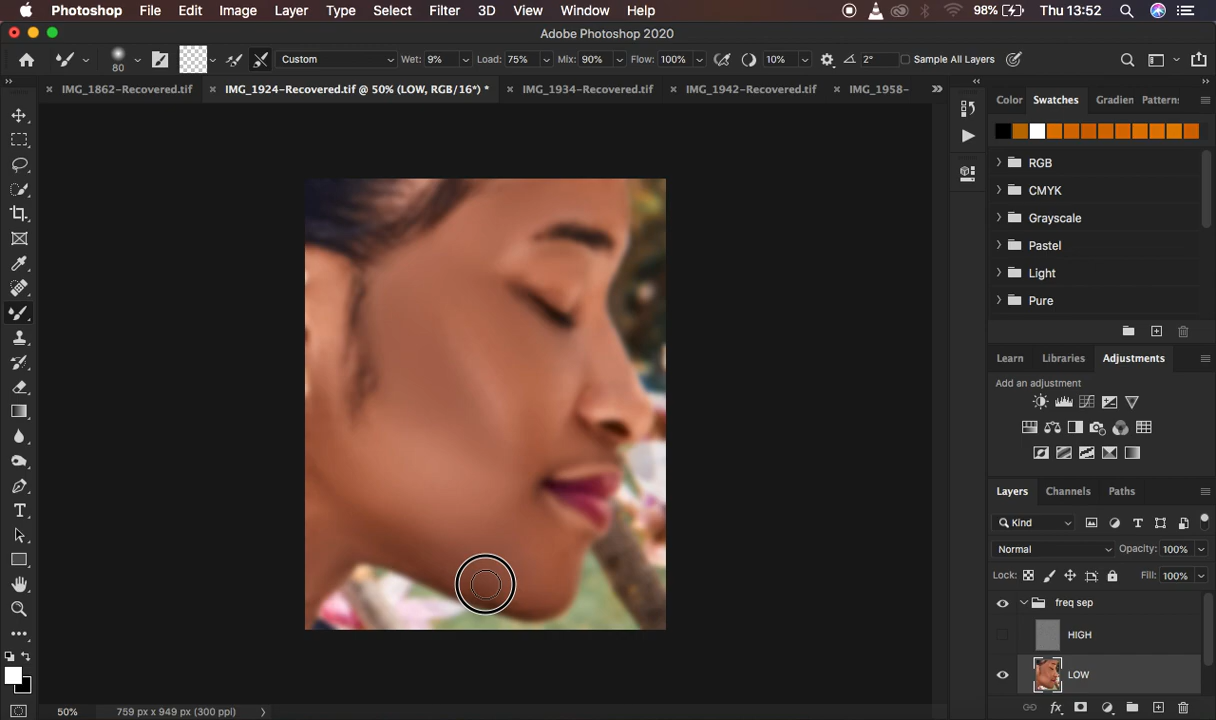 Photoshop File Edit Image Layer Type Select Filter 3D View Window Help 98% Thu 13:52
Adobe Photoshop 2020
80 Custom Wet: 9% Load: 75% Mix: 90% Flow: 100% 10% 2° Sample All Layers
IMG_1862-Recovered.tif IMG_1924-Recovered.tif @ 50% (LOW, RGB/16*) * IMG_1934-Recovered.tif IMG_1942-Recovered.tif IMG_1958-
Color Swatches Gradien Pattern:
RGB
CMYK
Grayscale
Pastel
Light
Pure
Learn Libraries Adjustments
Add an adjustment
Layers Channels Paths
Kind
Normal Opacity: 100%
Lock: Fill: 100%
freq sep
HIGH
LOW
50% 759 px x 949 px (300 ppi)